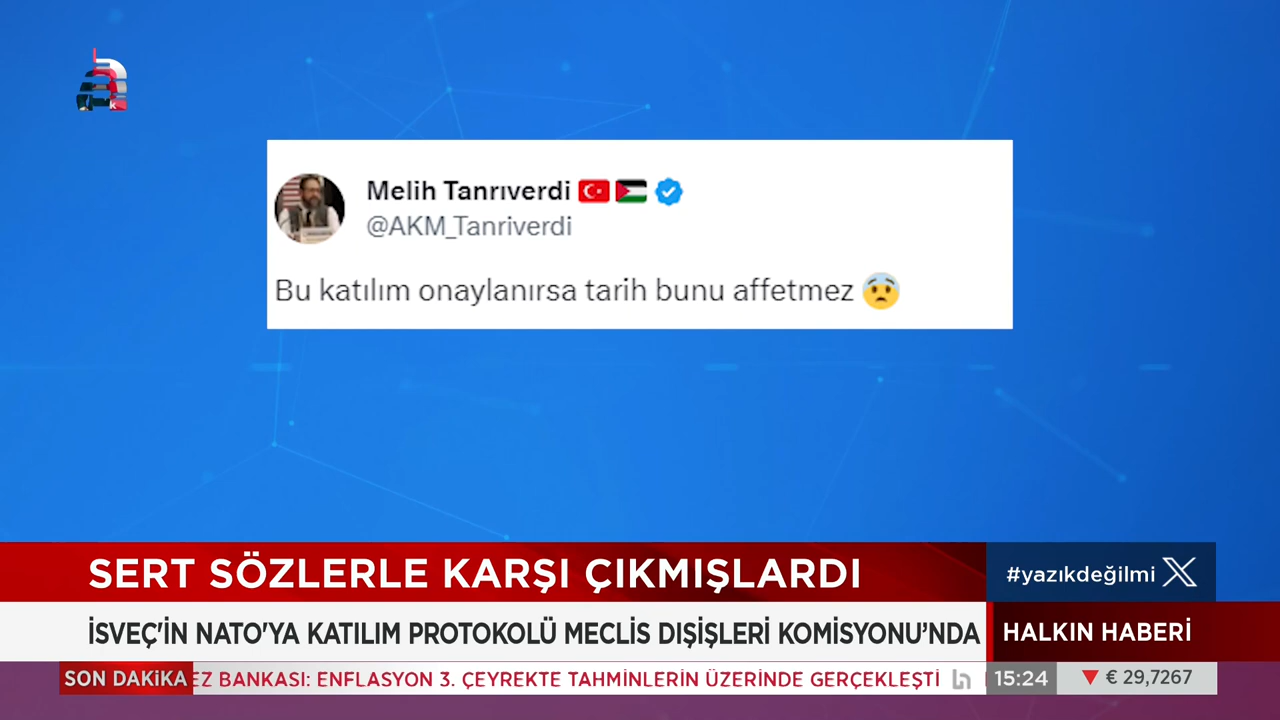 Melih Tanrıverdi
@AKM_Tanriverdi
Bu katılım onaylanırsa tarih bunu affetmez
SERT SÖZLERLE KARŞI ÇIKMIŞLARDI
#yazıkdeğilmi X
İSVEÇ'İN NATO'YA KATILIM PROTOKOLÜ MECLİS DIŞİŞLERİ KOMİSYONU’NDA
HALKIN HABERİ
SON DAKİKA EZ BANKASI: ENFLASYON 3. ÇEYREKTE TAHMİNLERİN ÜZERİNDE GERÇEKLEŞTİ
15:24
€ 29,7267